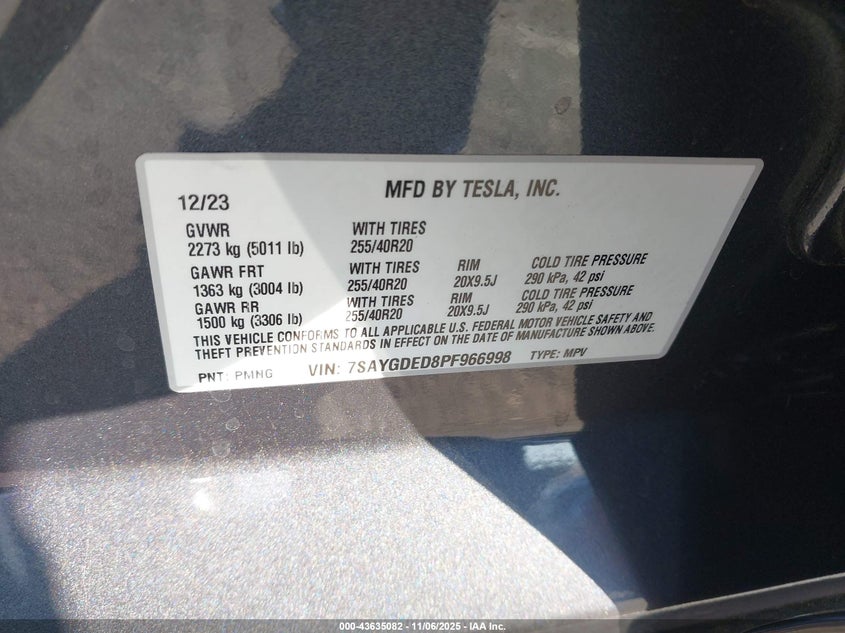 MFD BY TESLA, INC.
12/23
GVWR WITH TIRES
2273 kg (5011 lb) 255/40R20
GAWR FRT WITH TIRES RIM COLD TIRE PRESSURE
1363 kg (3004 lb) 255/40R20 20X9.5J 290 kPa, 42 psi
GAWR RR WITH TIRES RIM COLD TIRE PRESSURE
1500 kg (3306 lb) 255/40R20 20X9.5J 290 kPa, 42 psi
THIS VEHICLE CONFORMS TO ALL APPLICABLE U.S. FEDERAL MOTOR VEHICLE SAFETY AND
THEFT PREVENTION STANDARDS IN EFFECT ON THE DATE OF MANUFACTURE SHOWN ABOVE.
PNT: PMNG VIN: 7SAYGDED8PF966998 TYPE: MPV
000-43635082 - 11/06/2025 - IAA Inc.